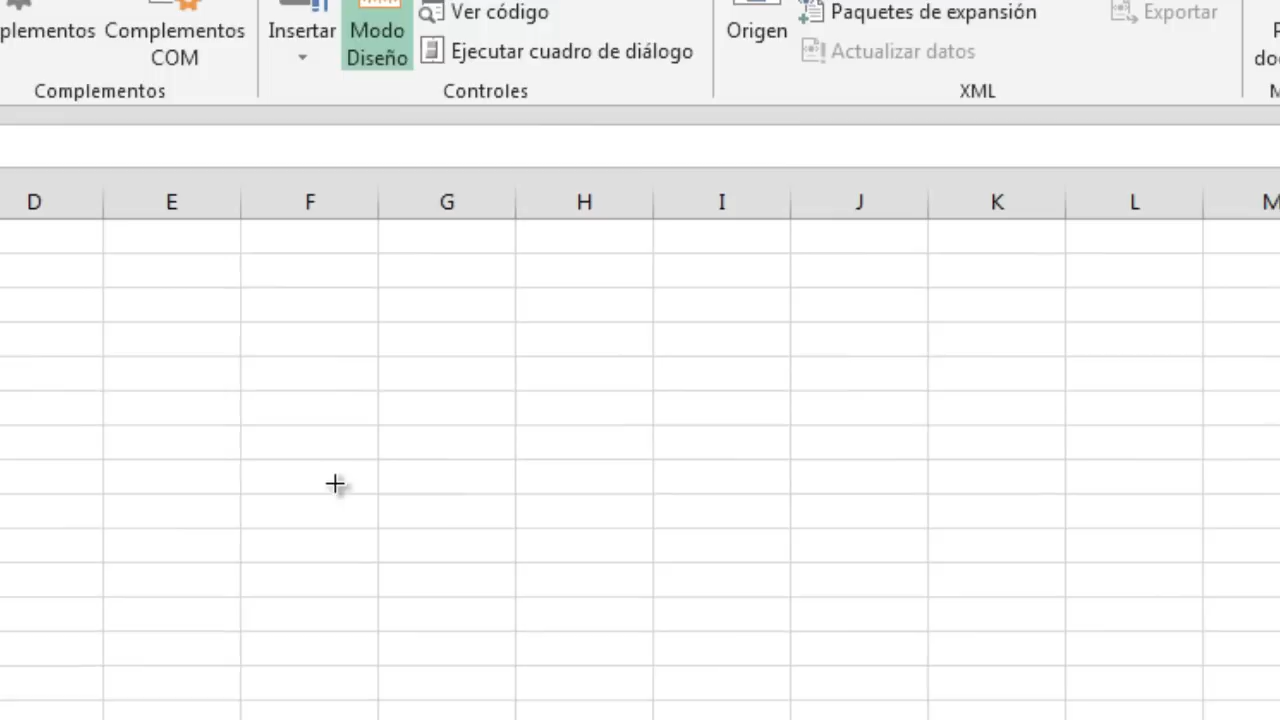 Ver código
Paquetes de expansión
Exportar
plementos
Complementos
COM
Insertar
Modo
Diseño
Ejecutar cuadro de diálogo
Origen
Actualizar datos
Complementos
Controles
XML
D E F G H I J K L M